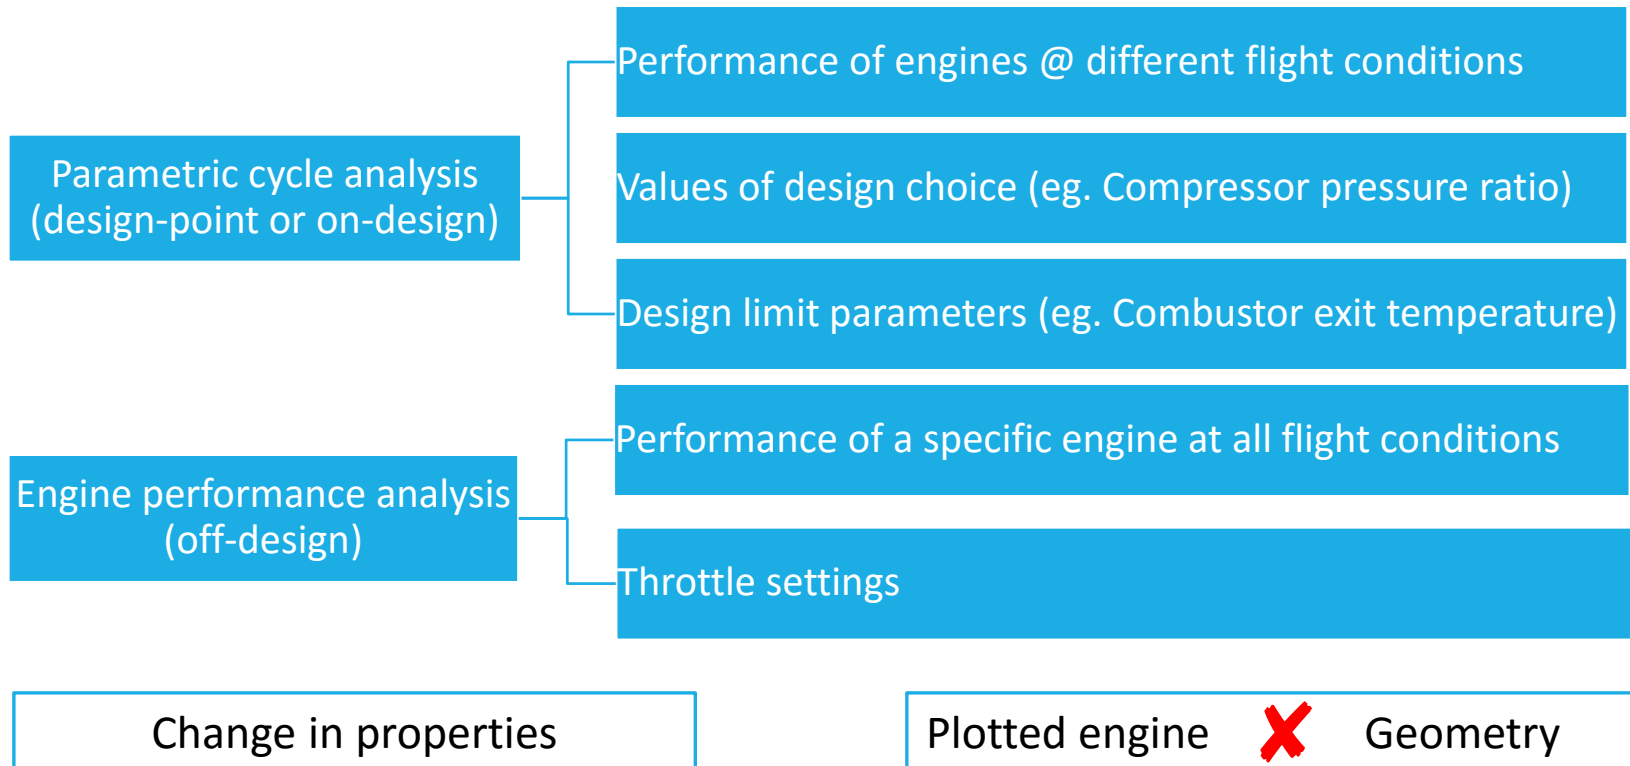 Performance of engines @ different flight conditions
Parametric cycle analysis
(design-point or on-design)
Values of design choice (eg. Compressor pressure ratio)
Design limit parameters (eg. Combustor exit temperature)
Engine performance analysis
(off-design)
Performance of a specific engine at all flight conditions
Throttle settings
Change in properties
Plotted engine Geometry